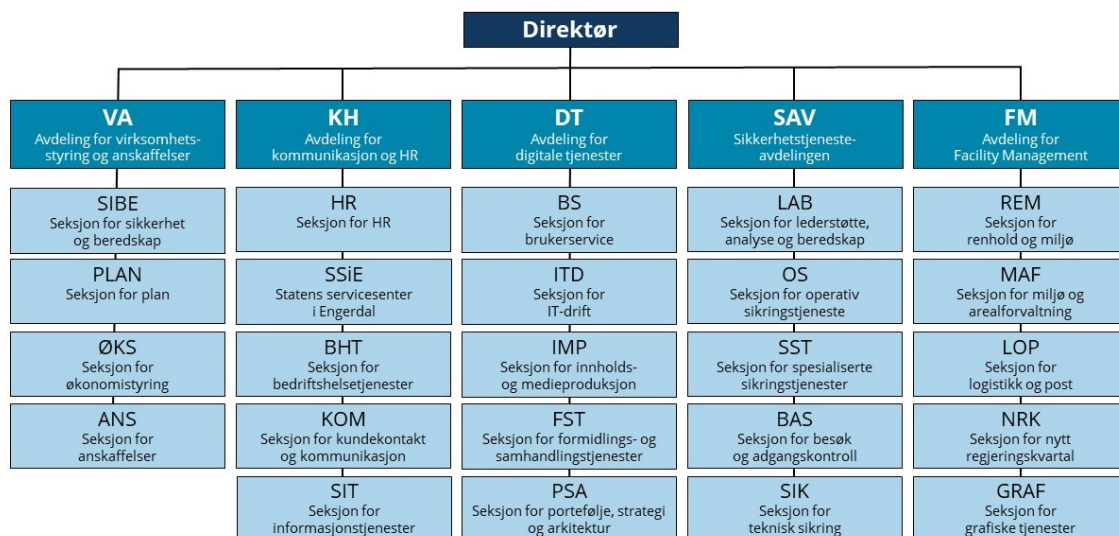 Direktør
VA
Avdeling for virksomhets-
styring og anskaffelser
SIBE
Seksjon for sikkerhet
og beredskap
PLAN
Seksjon for plan
ØKS
Seksjon for
økonomistyring
ANS
Seksjon for
anskaffelser
KH
Avdeling for
kommunikasjon og HR
HR
Seksjon for HR
SSiE
Statens servicesenter
i Engerdal
BHT
Seksjon for
bedriftshelsetjenester
KOM
Seksjon for kundekontakt
og kommunikasjon
SIT
Seksjon for
informasjonstjenester
DT
Avdeling for
digitale tjenester
BS
Seksjon for
brukerservice
ITD
Seksjon for
IT-drift
IMP
Seksjon for innholds-
og medieproduksjon
FST
Seksjon for formidlings- og
samhandlingstjenester
PSA
Seksjon for portefølje, strategi
og arkitektur
SAV
Sikkerhetstjeneste-
avdelingen
LAB
Seksjon for lederstøtte,
analyse og beredskap
OS
Seksjon for operativ
sikringstjeneste
SST
Seksjon for spesialiserte
sikringstjenester
BAS
Seksjon for besøk
og adgangskontroll
SIK
Seksjon for
teknisk sikring
FM
Avdeling for
Facility Management
REM
Seksjon for
renhold og miljø
MAF
Seksjon for miljø og
arealforvaltning
LOP
Seksjon for
logistikk og post
NRK
Seksjon for nytt
regjeringskvartal
GRAF
Seksjon for
grafiske tjenester